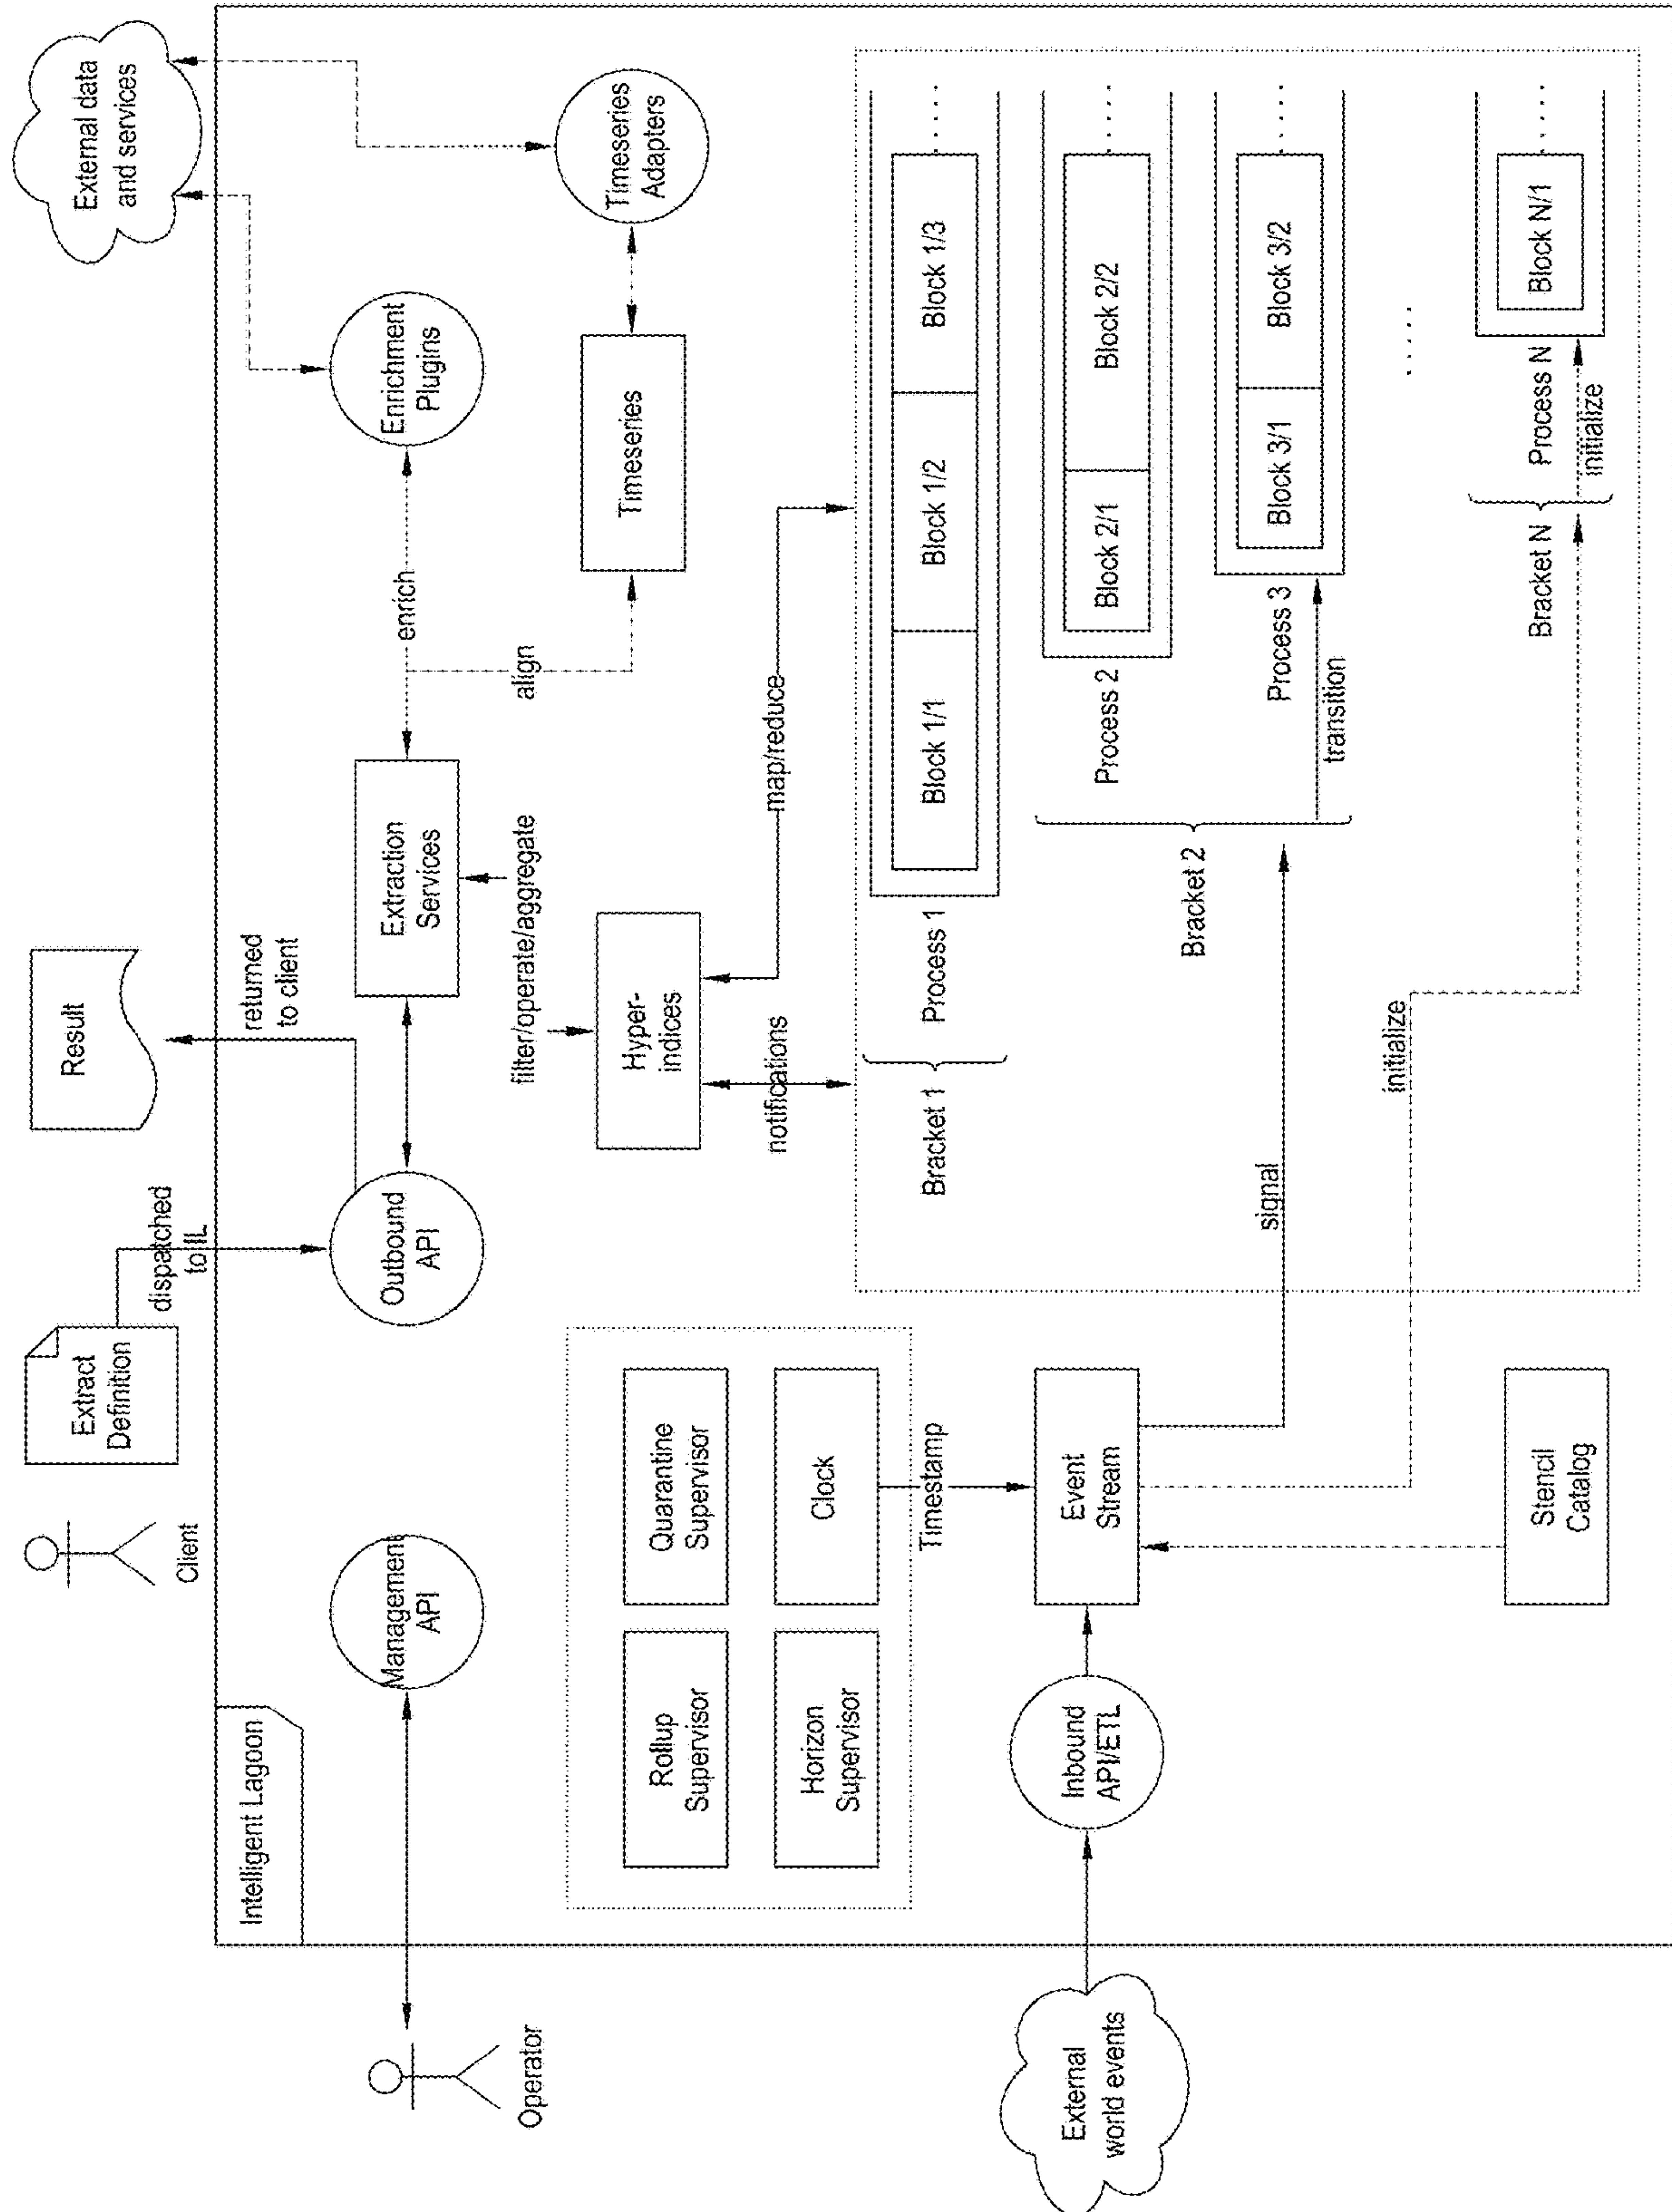 External data
and services
Result
Extract
Definition
Client
returned
to client
dispatched
to IL
Intelligent Lagoon
Operator
Management
API
Outbound
API
Extraction
Services
enrich
Enrichment
Plugins
align
Timeseries
Timeseries
Adapters
filter/operate/aggregate
Hyper-
indices
map/reduce
notifications
Rollup
Supervisor
Quarantine
Supervisor
Horizon
Supervisor
Clock
Timestamp
External
world events
Inbound
API/ETL
Event
Stream
Stencil
Catalog
signal
initialize
Bracket 1
Process 1
Block 1/1
Block 1/2
Block 1/3
.....
Bracket 2
Process 2
Block 2/1
Block 2/2
.....
transition
Process 3
Block 3/1
Block 3/2
.....
.....
Bracket N
Process N
initialize
Block N/1
.....